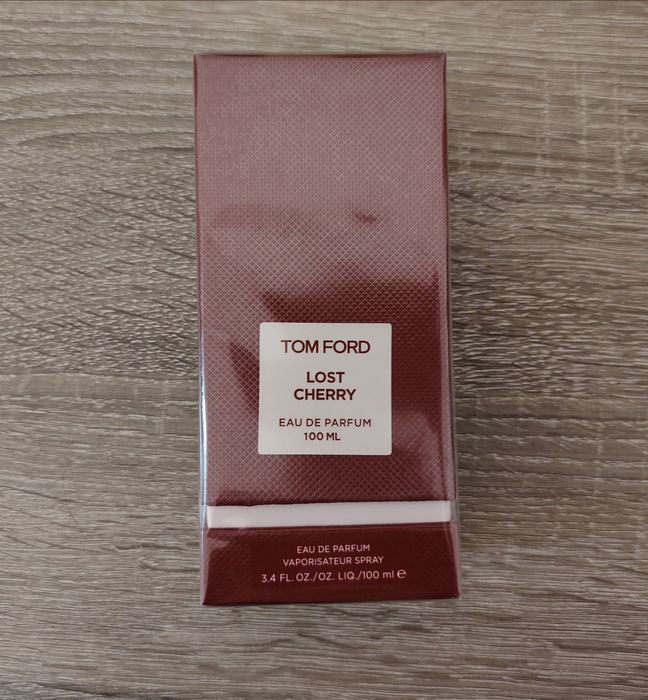 TOM FORD
LOST
CHERRY
EAU DE PARFUM
100 ML
EAU DE PARFUM
VAPORISATEUR SPRAY
3.4 FL. OZ./OZ. LIQ./100 ml ℮